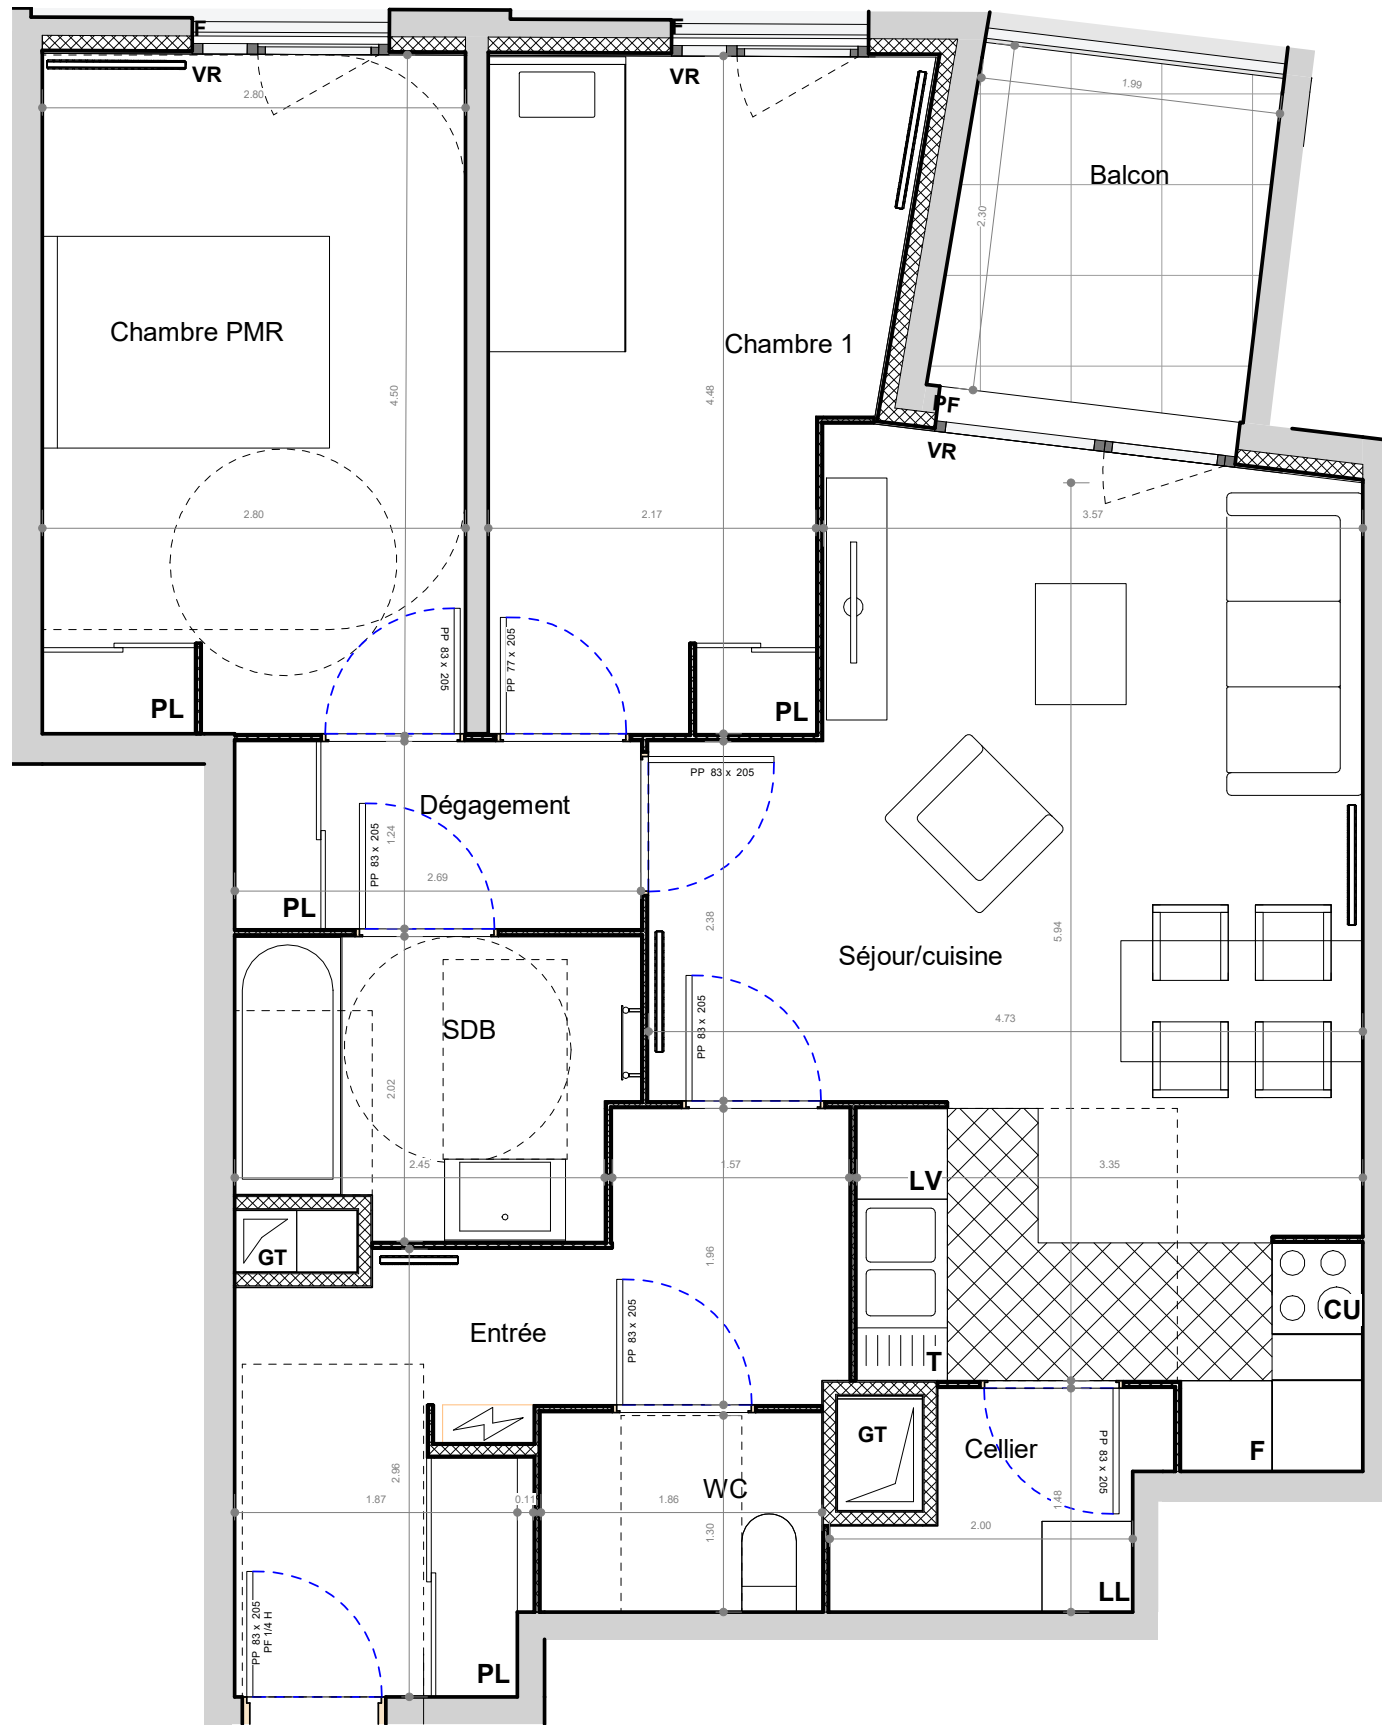 VR
VR
2.80
1.99
Balcon
2.30
Chambre PMR
Chambre 1
4.50
4.48
PF
VR
2.80
2.17
3.57
PP 83 x 205
PP 77 x 205
PL
PL
PP 83 x 205
Dégagement
PP 83 x 205
1.24
2.69
PL
2.38
5.94
Séjour/cuisine
SDB
4.73
PP 83 x 205
2.02
2.45
1.57
3.35
LV
GT
1.96
Entrée
PP 83 x 205
CU
T
GT
Cellier
F
PP 83 x 205
2.96
WC
1.87
0.11
1.86
1.48
1.30
2.00
LL
PP 83 x 205
PF 1/4 H
PL